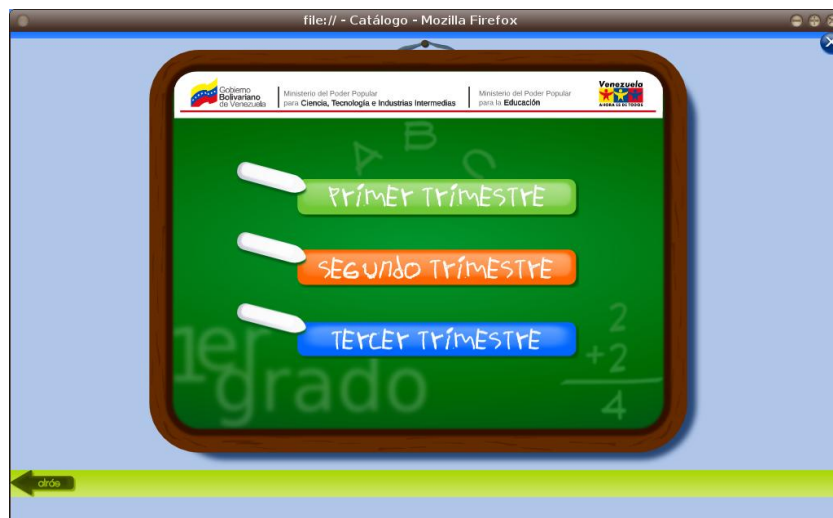 file:// - Catálogo - Mozilla Firefox
Gobierno
Bolivariano
de Venezuela
Ministerio del Poder Popular
para Ciencia, Tecnología e Industrias Intermedias
Ministerio del Poder Popular
para la Educación
Venezuela
AHORA ES DE TODOS
A B C
PrimEr TrimESTrE
SEGUNdO TrimESTrE
TErCEr TrimESTrE
1er
grado
2
+2
4
atrás